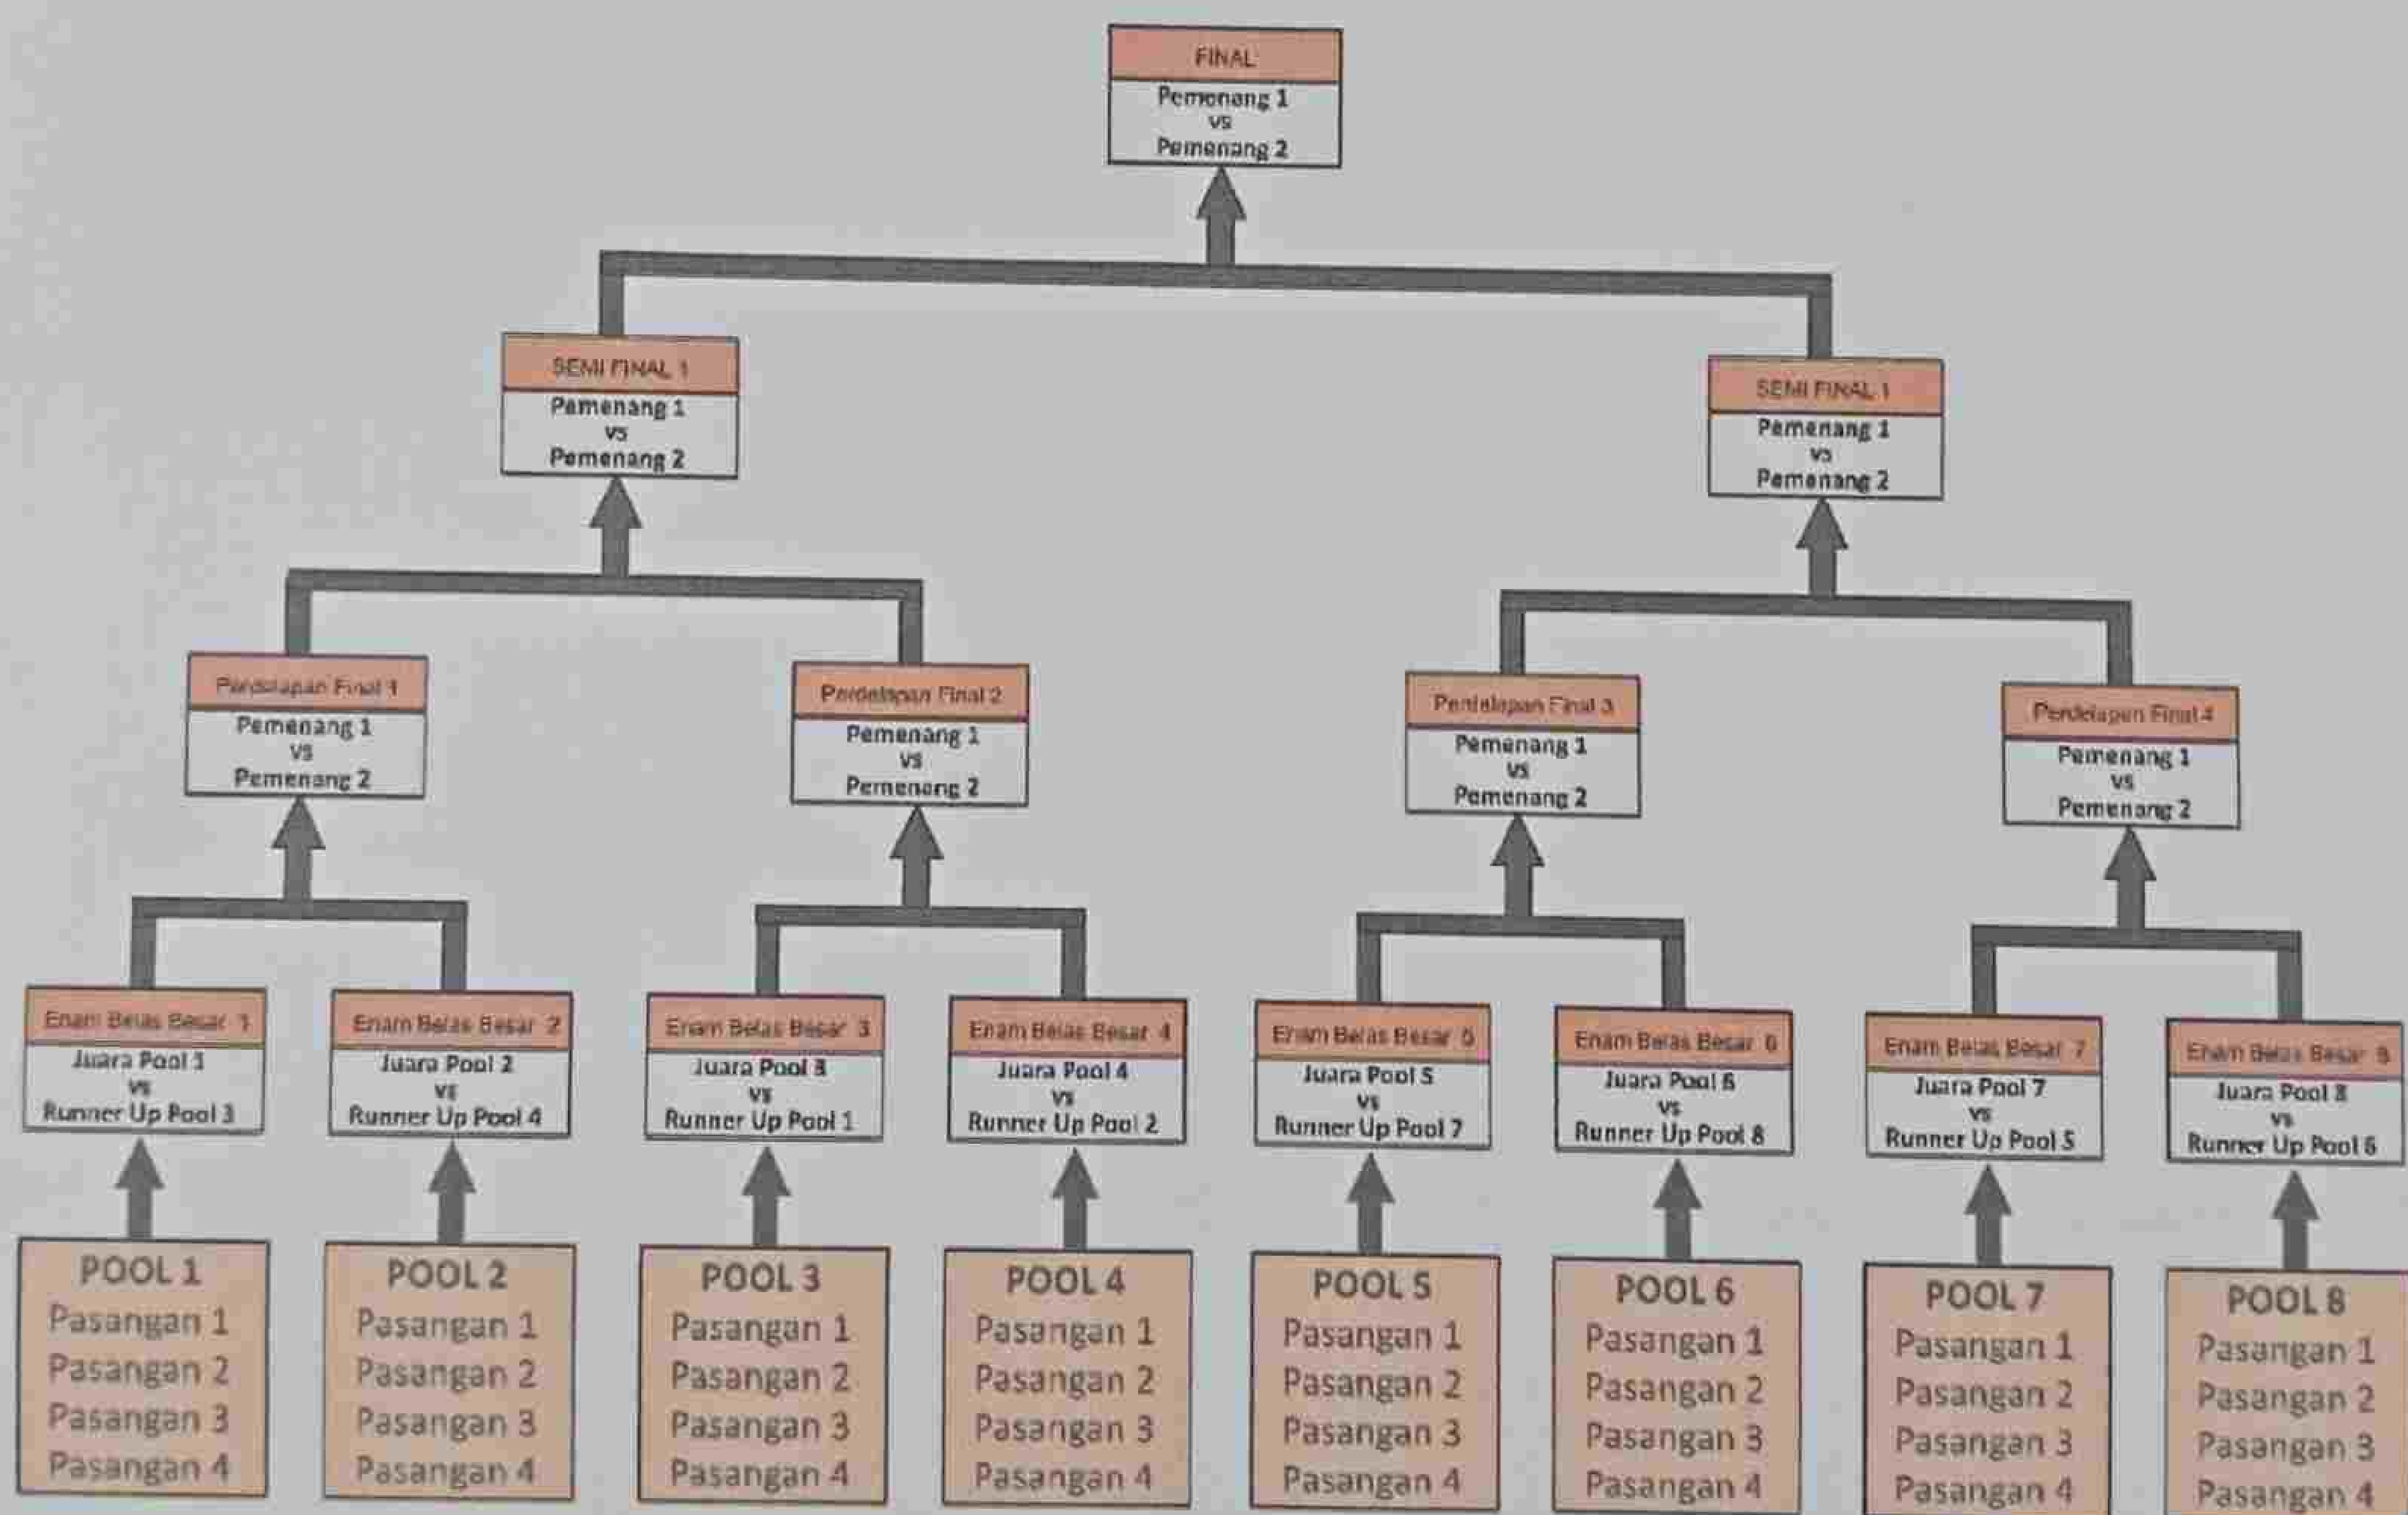 FINAL
Pemenang 1
vs
Pemenang 2
SEMI FINAL 1
Pemenang 1
vs
Pemenang 2
SEMI FINAL 1
Pemenang 1
vs
Pemenang 2
Perdelapan Final 1
Pemenang 1
vs
Pemenang 2
Perdelapan Final 2
Pemenang 1
vs
Pemenang 2
Perdelapan Final 3
Pemenang 1
vs
Pemenang 2
Perdelapan Final 4
Pemenang 1
vs
Pemenang 2
Enam Belas Besar 1
Juara Pool 1
vs
Runner Up Pool 3
Enam Belas Besar 2
Juara Pool 2
vs
Runner Up Pool 4
Enam Belas Besar 3
Juara Pool 3
vs
Runner Up Pool 1
Enam Belas Besar 4
Juara Pool 4
vs
Runner Up Pool 2
Enam Belas Besar 5
Juara Pool 5
vs
Runner Up Pool 7
Enam Belas Besar 6
Juara Pool 6
vs
Runner Up Pool 8
Enam Belas Besar 7
Juara Pool 7
vs
Runner Up Pool 5
Enam Belas Besar 8
Juara Pool 8
vs
Runner Up Pool 6
POOL 1
Pasangan 1
Pasangan 2
Pasangan 3
Pasangan 4
POOL 2
Pasangan 1
Pasangan 2
Pasangan 3
Pasangan 4
POOL 3
Pasangan 1
Pasangan 2
Pasangan 3
Pasangan 4
POOL 4
Pasangan 1
Pasangan 2
Pasangan 3
Pasangan 4
POOL 5
Pasangan 1
Pasangan 2
Pasangan 3
Pasangan 4
POOL 6
Pasangan 1
Pasangan 2
Pasangan 3
Pasangan 4
POOL 7
Pasangan 1
Pasangan 2
Pasangan 3
Pasangan 4
POOL 8
Pasangan 1
Pasangan 2
Pasangan 3
Pasangan 4